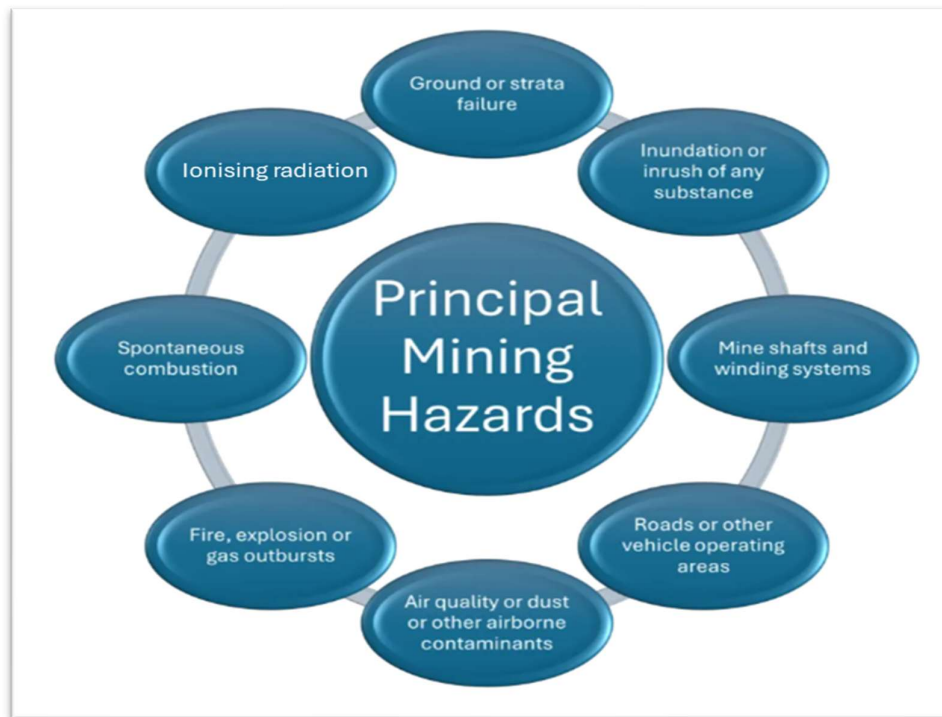 Principal
Mining
Hazards
Ground or strata
failure
Inundation or
inrush of any
substance
Mine shafts and
winding systems
Roads or other
vehicle operating
areas
Air quality or dust
or other airborne
contaminants
Fire, explosion or
gas outbursts
Spontaneous
combustion
Ionising radiation